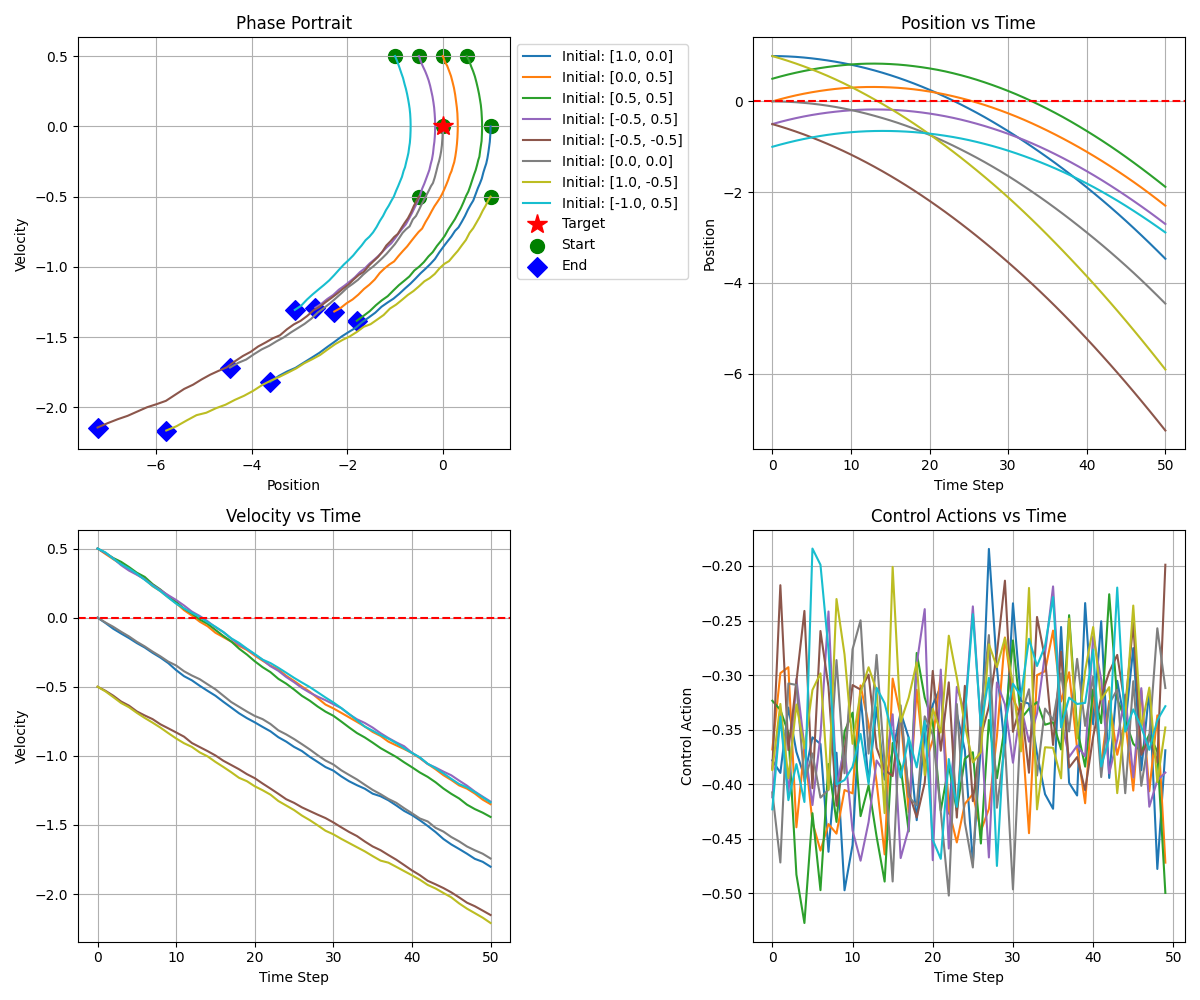 Phase Portrait
Velocity
0.5
0.0
−0.5
−1.0
−1.5
−2.0
−6
−4
−2
0
Position
Initial: [1.0, 0.0]
Initial: [0.0, 0.5]
Initial: [0.5, 0.5]
Initial: [-0.5, 0.5]
Initial: [-0.5, -0.5]
Initial: [0.0, 0.0]
Initial: [1.0, -0.5]
Initial: [-1.0, 0.5]
Target
Start
End
Position vs Time
Position
0
−2
−4
−6
0
10
20
30
40
50
Time Step
Velocity vs Time
Velocity
0.5
0.0
−0.5
−1.0
−1.5
−2.0
0
10
20
30
40
50
Time Step
Control Actions vs Time
Control Action
−0.20
−0.25
−0.30
−0.35
−0.40
−0.45
−0.50
0
10
20
30
40
50
Time Step